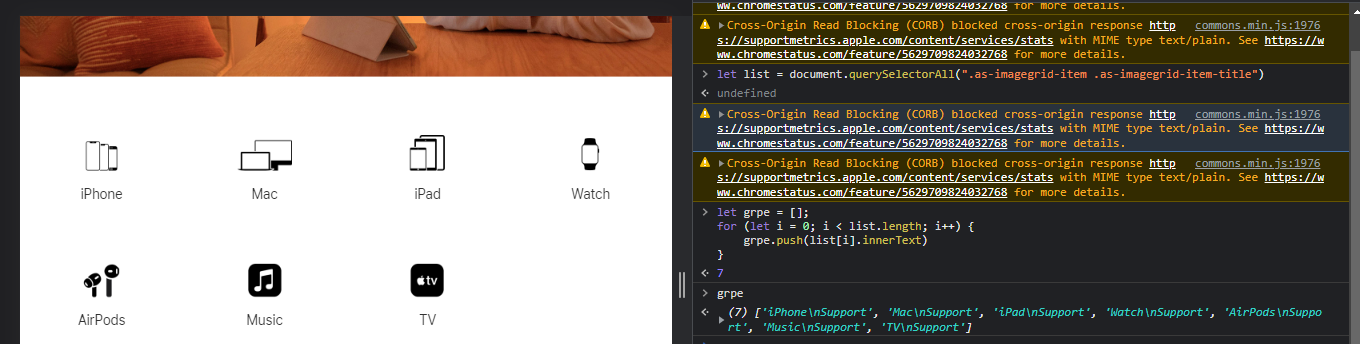 iPhone
Mac
iPad
Watch
AirPods
Music
tv
TV
ww.chromestatus.com/feature/5629709824032768 for more details.
Cross-Origin Read Blocking (CORB) blocked cross-origin response http commons.min.js:1976
s://supportmetrics.apple.com/content/services/stats with MIME type text/plain. See https://w
ww.chromestatus.com/feature/5629709824032768 for more details.
let list = document.querySelectorAll(".as-imagegrid-item .as-imagegrid-item-title")
undefined
Cross-Origin Read Blocking (CORB) blocked cross-origin response http commons.min.js:1976
s://supportmetrics.apple.com/content/services/stats with MIME type text/plain. See https://w
ww.chromestatus.com/feature/5629709824032768 for more details.
Cross-Origin Read Blocking (CORB) blocked cross-origin response http commons.min.js:1976
s://supportmetrics.apple.com/content/services/stats with MIME type text/plain. See https://w
ww.chromestatus.com/feature/5629709824032768 for more details.
let grpe = [];
for (let i = 0; i < list.length; i++) {
grpe.push(list[i].innerText)
}
7
grpe
(7) ['iPhone\nSupport', 'Mac\nSupport', 'iPad\nSupport', 'Watch\nSupport', 'AirPods\nSuppo
rt', 'Music\nSupport', 'TV\nSupport']